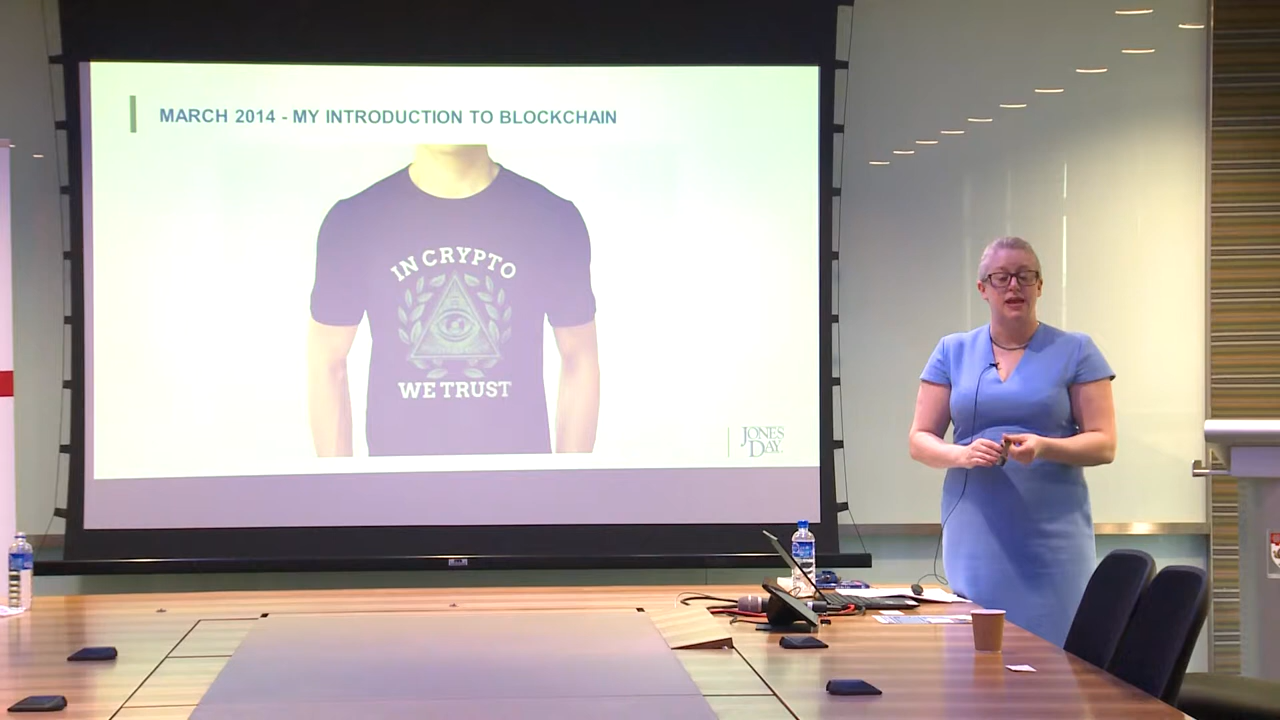 MARCH 2014 - MY INTRODUCTION TO BLOCKCHAIN
IN CRYPTO
WE TRUST
JONES
DAY